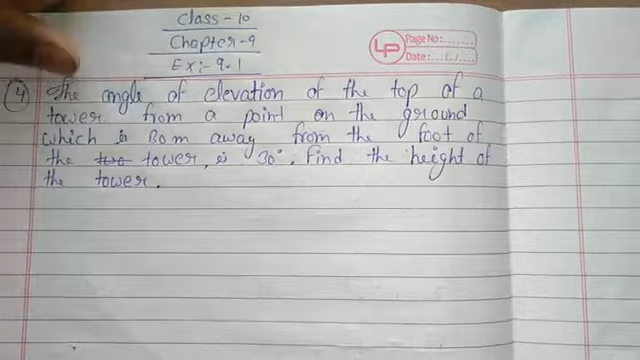 Class - 10
Chapter - 9
Ex :- 9.1
LP Page No:.......
Date: .../.../....
(4) The angle of elevation of the top of a
tower from a point on the ground
which is 30 m away from the foot of
the tower, is 30°. Find the height of
the tower.